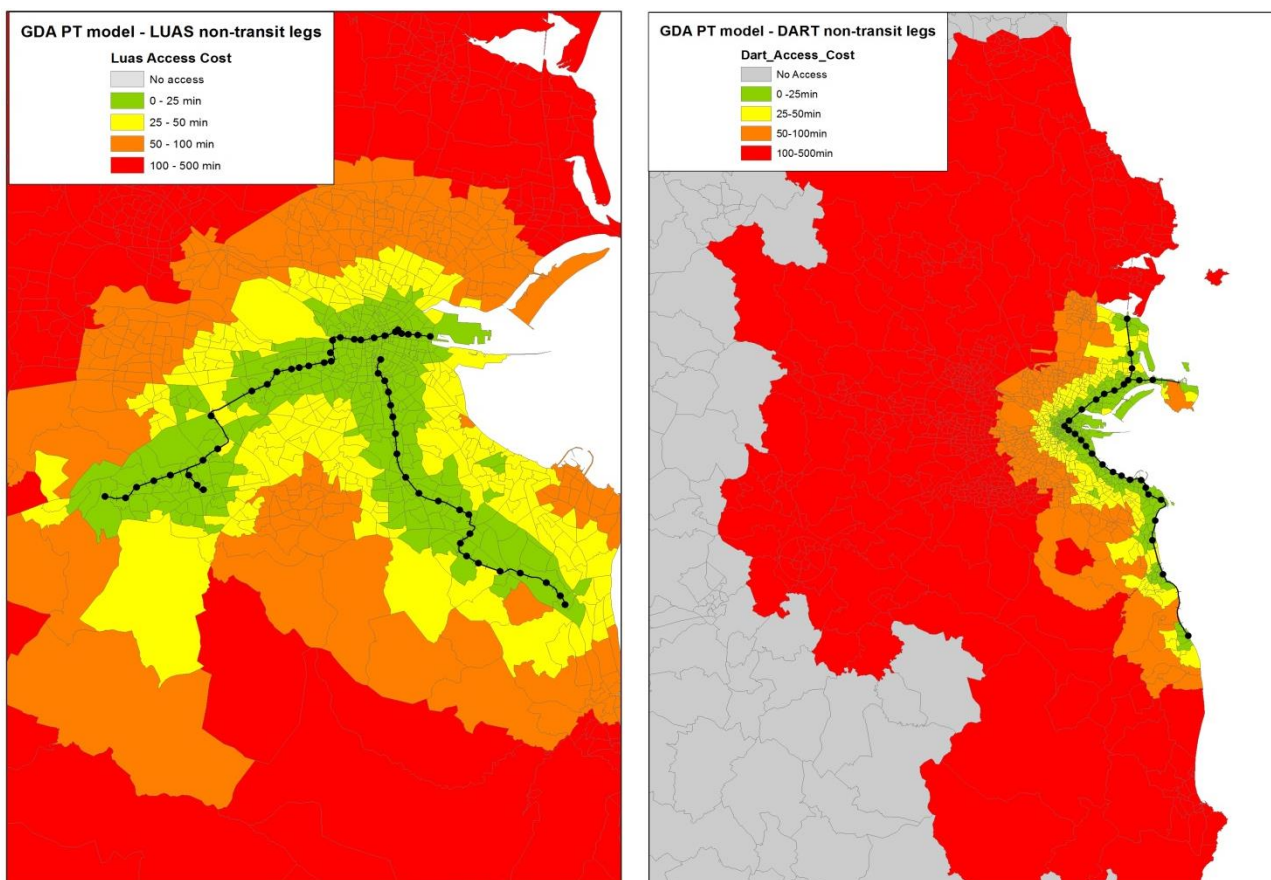 GDA PT model - LUAS non-transit legs
Luas Access Cost
No access
0 - 25 min
25 - 50 min
50 - 100 min
100 - 500 min
GDA PT model - DART non-transit legs
Dart_Access_Cost
No Access
0 -25min
25-50min
50-100min
100-500min